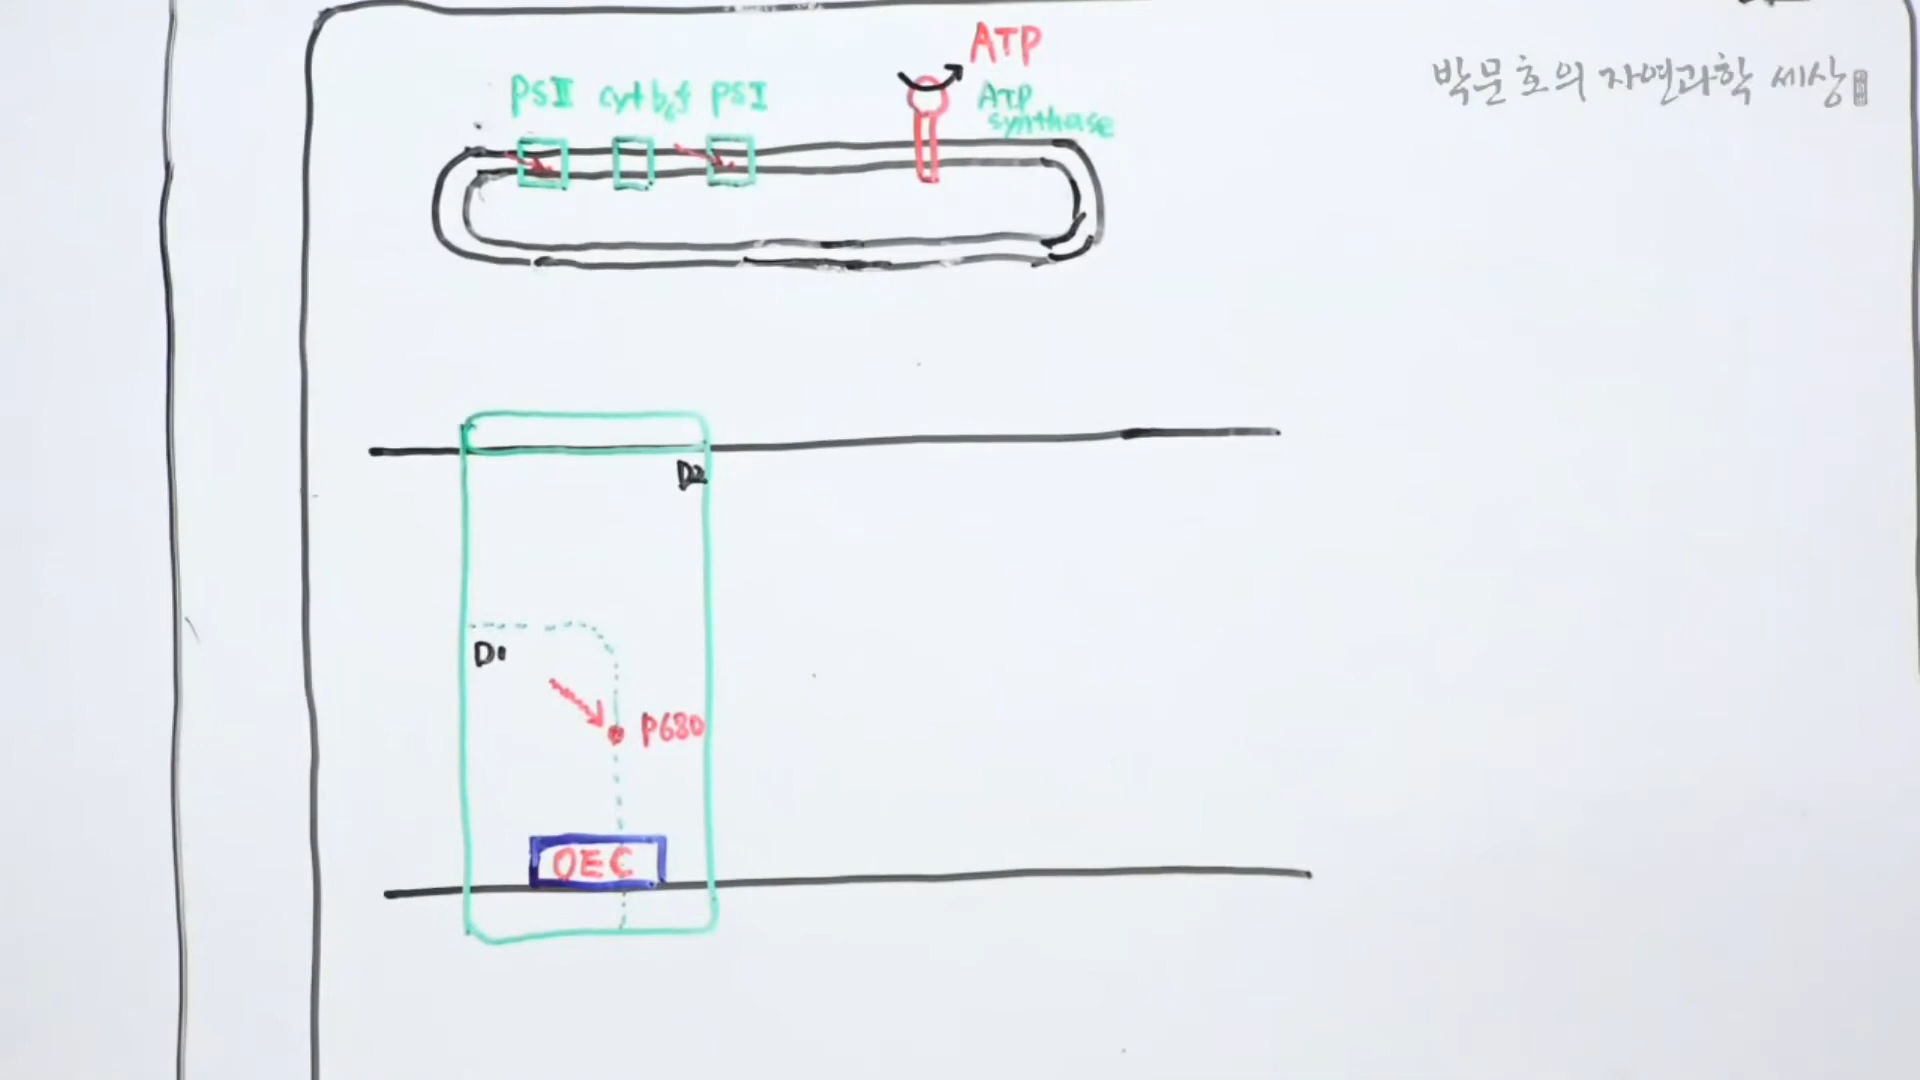 ATP
박문호의 자연과학 세상
PSII cyt b6f PSI
ATP
synthase
D2
D1
P680
OEC